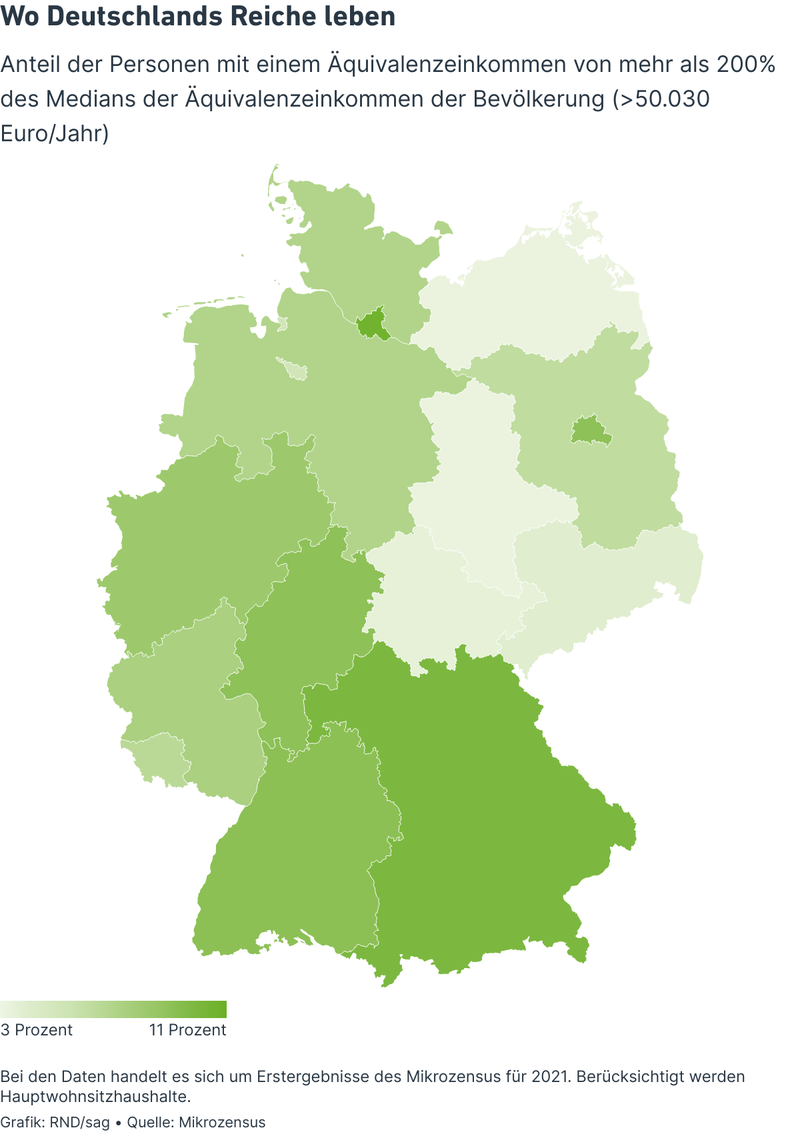 Wo Deutschlands Reiche leben
Anteil der Personen mit einem Äquivalenzeinkommen von mehr als 200%
des Medians der Äquivalenzeinkommen der Bevölkerung (>50.030
Euro/Jahr)
3 Prozent 11 Prozent
Bei den Daten handelt es sich um Erstergebnisse des Mikrozensus für 2021. Berücksichtigt werden
Hauptwohnsitzhaushalte.
Grafik: RND/sag • Quelle: Mikrozensus